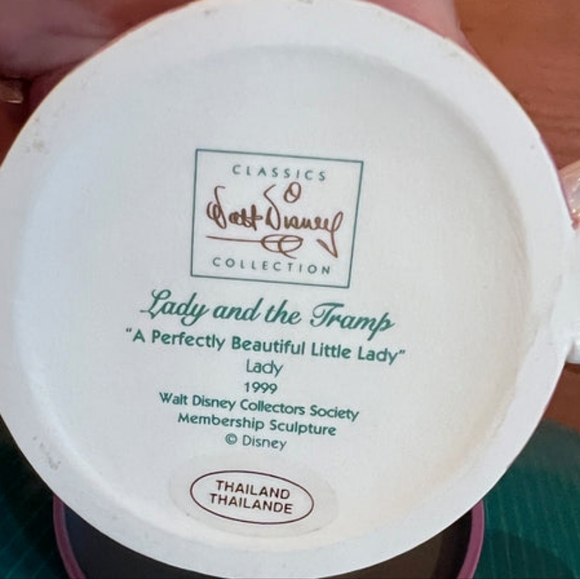 CLASSICS
Walt Disney
COLLECTION
Lady and the Tramp
"A Perfectly Beautiful Little Lady"
Lady
1999
Walt Disney Collectors Society
Membership Sculpture
© Disney
THAILAND
THAILANDE